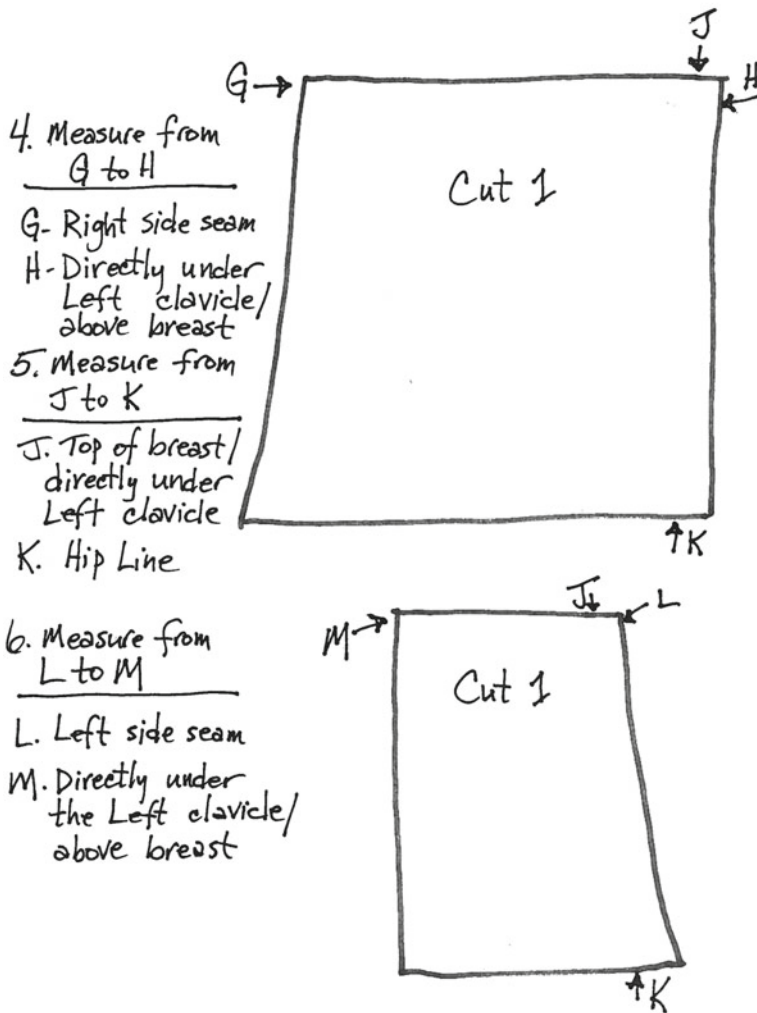 J
G
H
4. Measure from
G to H
Cut 1
G- Right side seam
H- Directly under
Left clavicle/
above breast
5. Measure from
J to K
J. Top of breast/
directly under
Left clavicle
K. Hip Line
K
6. Measure from
L to M
J
L
M
Cut 1
L. Left side seam
M. Directly under
the Left clavicle/
above breast
K